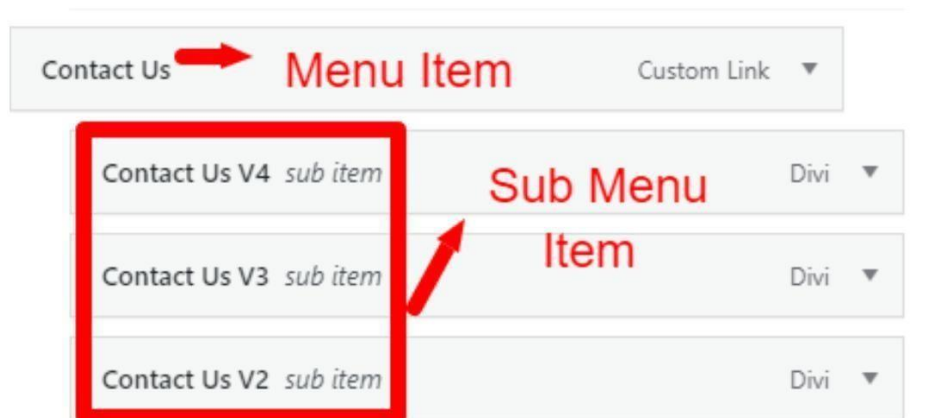 Contact Us Menu Item Custom Link
Contact Us V4 sub item Sub Menu Divi
Item
Contact Us V3 sub item Divi
Contact Us V2 sub item Divi